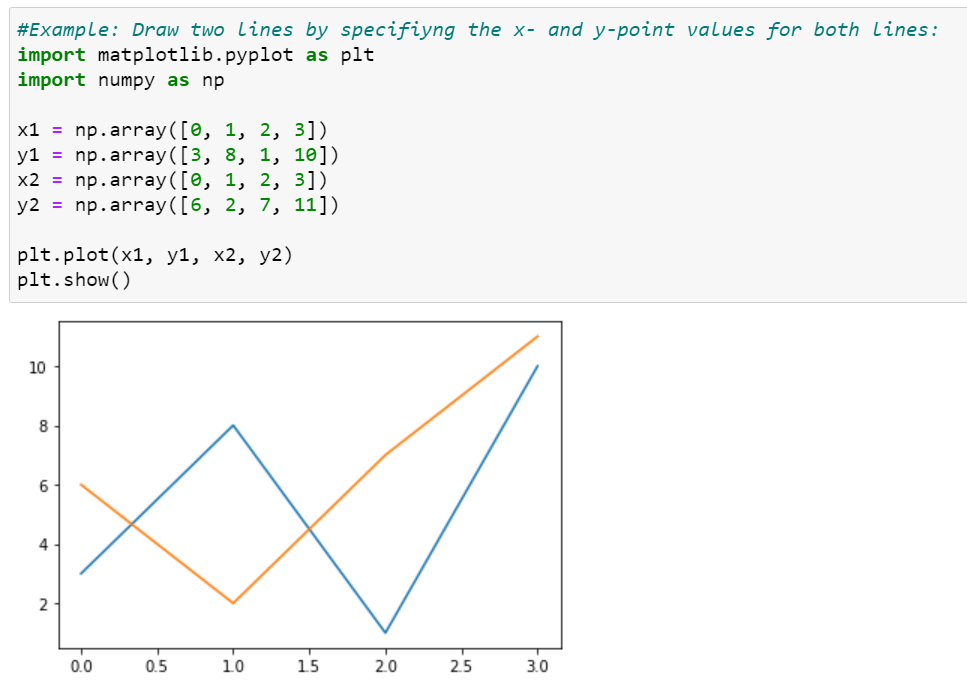 #Example: Draw two lines by specifiyng the x- and y-point values for both lines:
import matplotlib.pyplot as plt
import numpy as np
x1 = np.array([0, 1, 2, 3])
y1 = np.array([3, 8, 1, 10])
x2 = np.array([0, 1, 2, 3])
y2 = np.array([6, 2, 7, 11])
plt.plot(x1, y1, x2, y2)
plt.show()
10
8
6
4
2
0.0 0.5 1.0 1.5 2.0 2.5 3.0